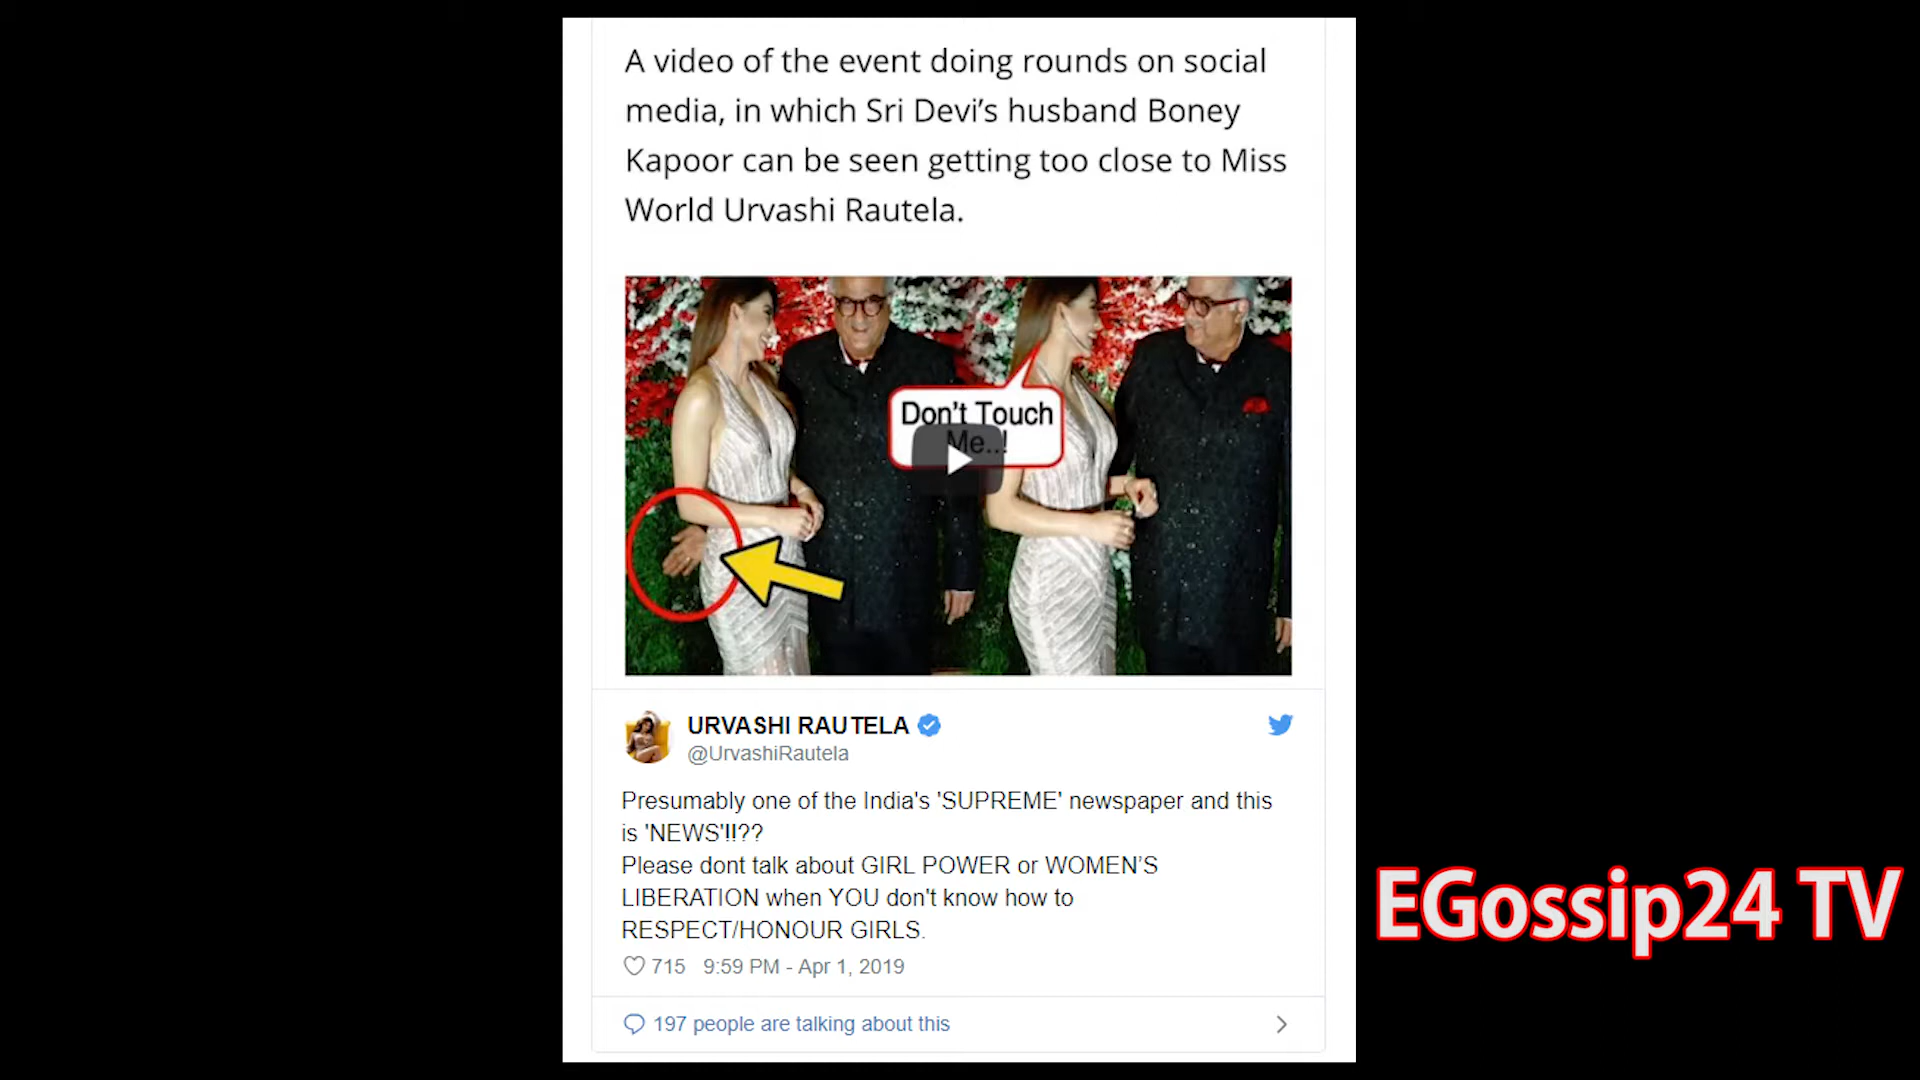 A video of the event doing rounds on social
media, in which Sri Devi’s husband Boney
Kapoor can be seen getting too close to Miss
World Urvashi Rautela.
Don't Touch
Me..!
URVASHI RAUTELA
@UrvashiRautela
Presumably one of the India's 'SUPREME' newspaper and this
is 'NEWS'!!??
Please dont talk about GIRL POWER or WOMEN’S
LIBERATION when YOU don't know how to
RESPECT/HONOUR GIRLS.
715 9:59 PM - Apr 1, 2019
197 people are talking about this
EGossip24 TV